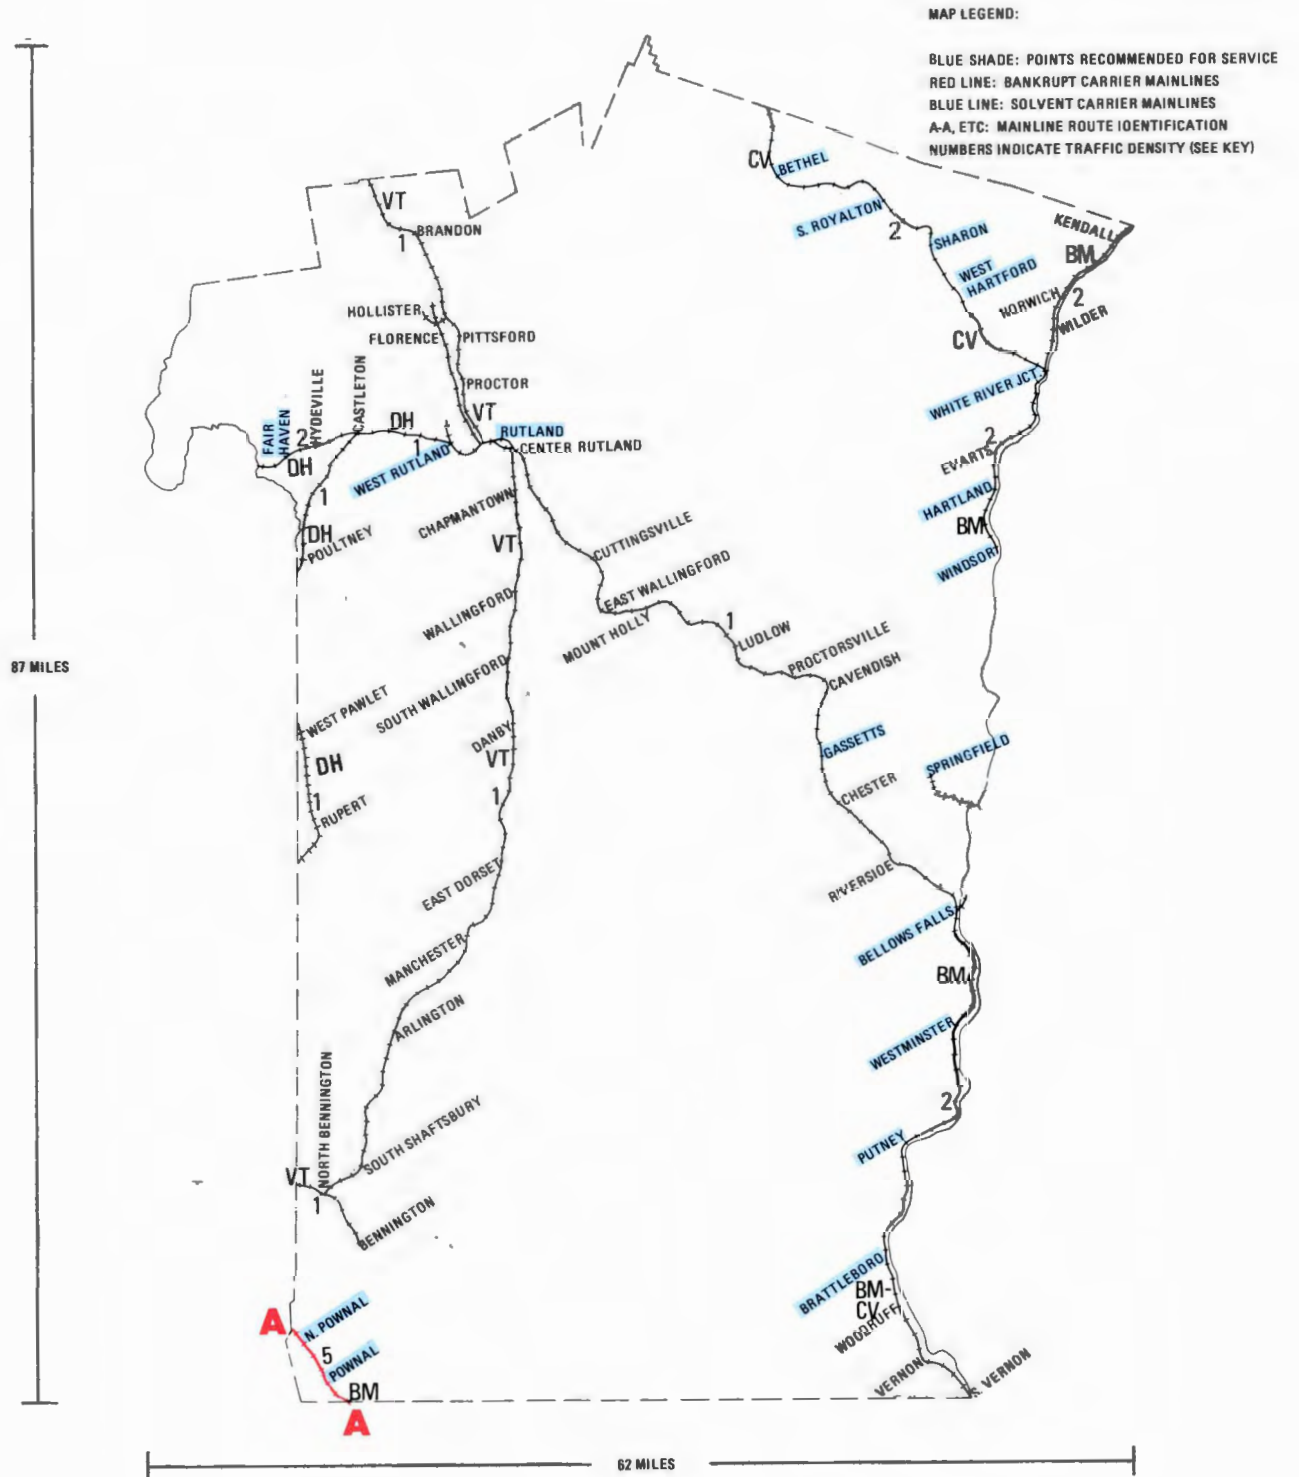 MAP LEGEND:
BLUE SHADE: POINTS RECOMMENDED FOR SERVICE
RED LINE: BANKRUPT CARRIER MAINLINES
BLUE LINE: SOLVENT CARRIER MAINLINES
A-A, ETC: MAINLINE ROUTE IDENTIFICATION
NUMBERS INDICATE TRAFFIC DENSITY (SEE KEY)
CV
BETHEL
VT
S. ROYALTON
2
KENDALL
1
BRANDON
SHARON
BM
WEST
HARTFORD
NORWICH
2
HOLLISTER
WILDER
FLORENCE
PITTSFORD
CV
PROCTOR
WHITE RIVER JCT.
HYDEVILLE
CASTLETON
FAIR
HAVEN
VT
DH
2
1
RUTLAND
CENTER RUTLAND
2
EVARTS
DH
WEST RUTLAND
1
CHAPMANTOWN
HARTLAND
DH
POULTNEY
BM
VT
CUTTINGSVILLE
WINDSOR
EAST WALLINGFORD
WALLINGFORD
MOUNT HOLLY
1
LUDLOW
87 MILES
PROCTORSVILLE
CAVENDISH
SOUTH WALLINGFORD
WEST PAWLET
DANBY
GASSETTS
VT
DH
SPRINGFIELD
1
1
CHESTER
RUPERT
EAST DORSET
RIVERSIDE
BELLOWS FALLS
MANCHESTER
BM
ARLINGTON
WESTMINSTER
NORTH BENNINGTON
2
SOUTH SHAFTSBURY
PUTNEY
VT
1
BENNINGTON
BRATTLEBORO
BM-
CV
A
N. POWNAL
WOODRUFF
5
POWNAL
VERNON
S. VERNON
BM
A
62 MILES